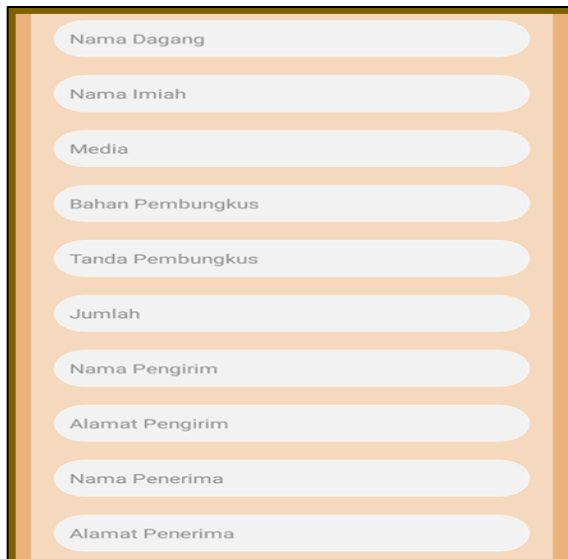 Nama Dagang
Nama Imiah
Media
Bahan Pembungkus
Tanda Pembungkus
Jumlah
Nama Pengirim
Alamat Pengirim
Nama Penerima
Alamat Penerima